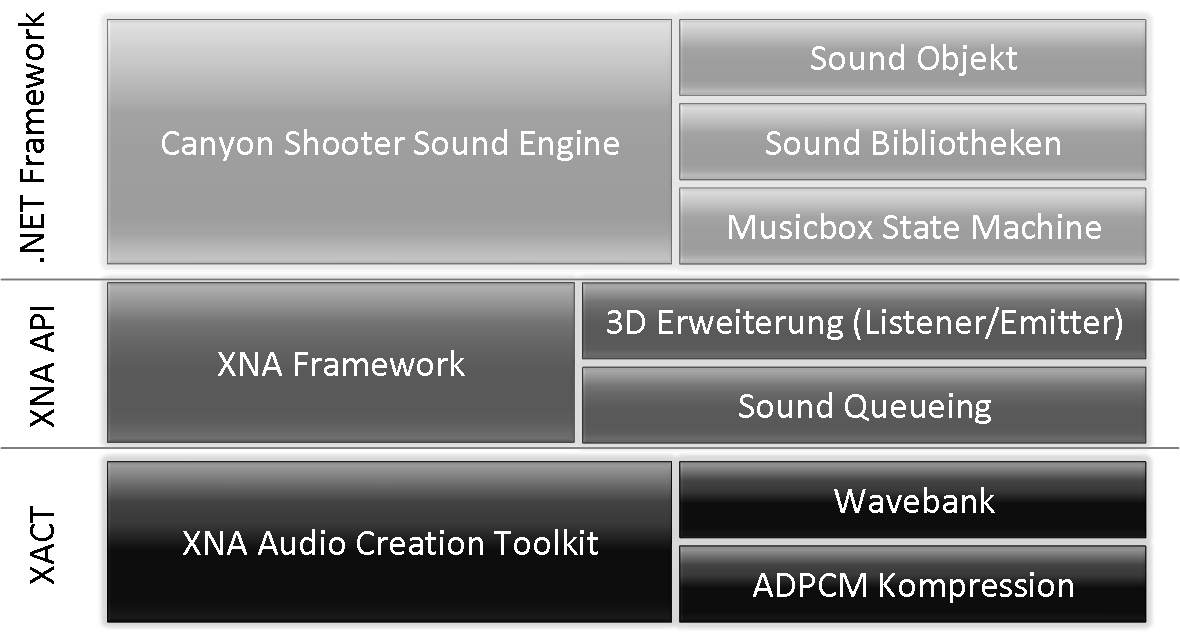 .NET Framework
Canyon Shooter Sound Engine
Sound Objekt
Sound Bibliotheken
Musicbox State Machine
XNA API
XNA Framework
3D Erweiterung (Listener/Emitter)
Sound Queueing
XACT
XNA Audio Creation Toolkit
Wavebank
ADPCM Kompression